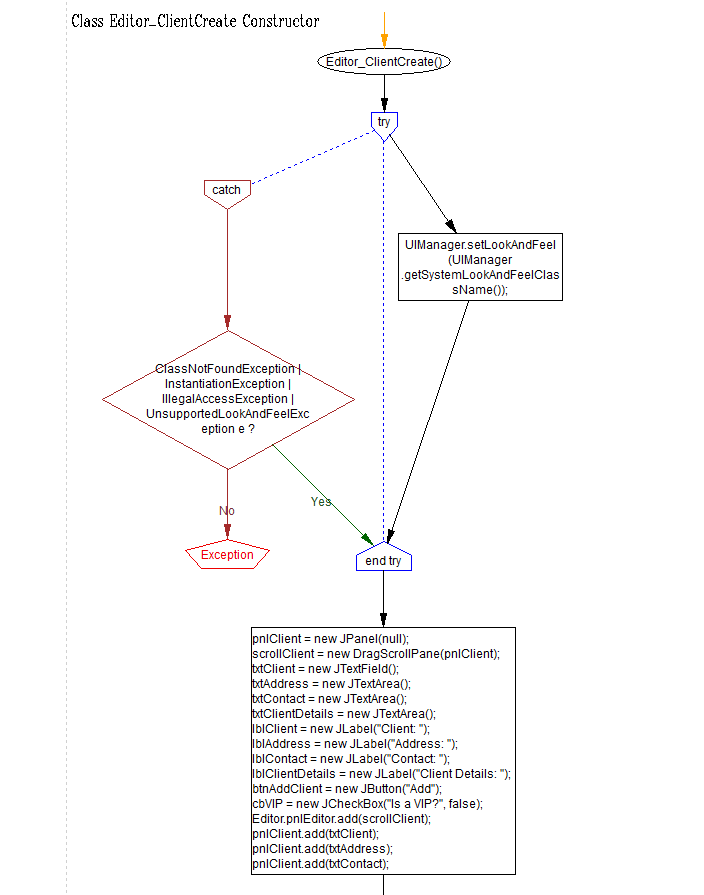 Class Editor_ClientCreate Constructor
Editor_ClientCreate()
try
catch
UIManager.setLookAndFeel
(UIManager
.getSystemLookAndFeelClas
sName());
ClassNotFoundException |
InstantiationException |
IllegalAccessException |
UnsupportedLookAndFeelExc
eption e ?
Yes
No
Exception
end try
pnlClient = new JPanel(null);
scrollClient = new DragScrollPane(pnlClient);
txtClient = new JTextField();
txtAddress = new JTextArea();
txtContact = new JTextArea();
txtClientDetails = new JTextArea();
lblClient = new JLabel("Client: ");
lblAddress = new JLabel("Address: ");
lblContact = new JLabel("Contact: ");
lblClientDetails = new JLabel("Client Details: ");
btnAddClient = new JButton("Add");
cbVIP = new JCheckBox("Is a VIP?", false);
Editor.pnlEditor.add(scrollClient);
pnlClient.add(txtClient);
pnlClient.add(txtAddress);
pnlClient.add(txtContact);